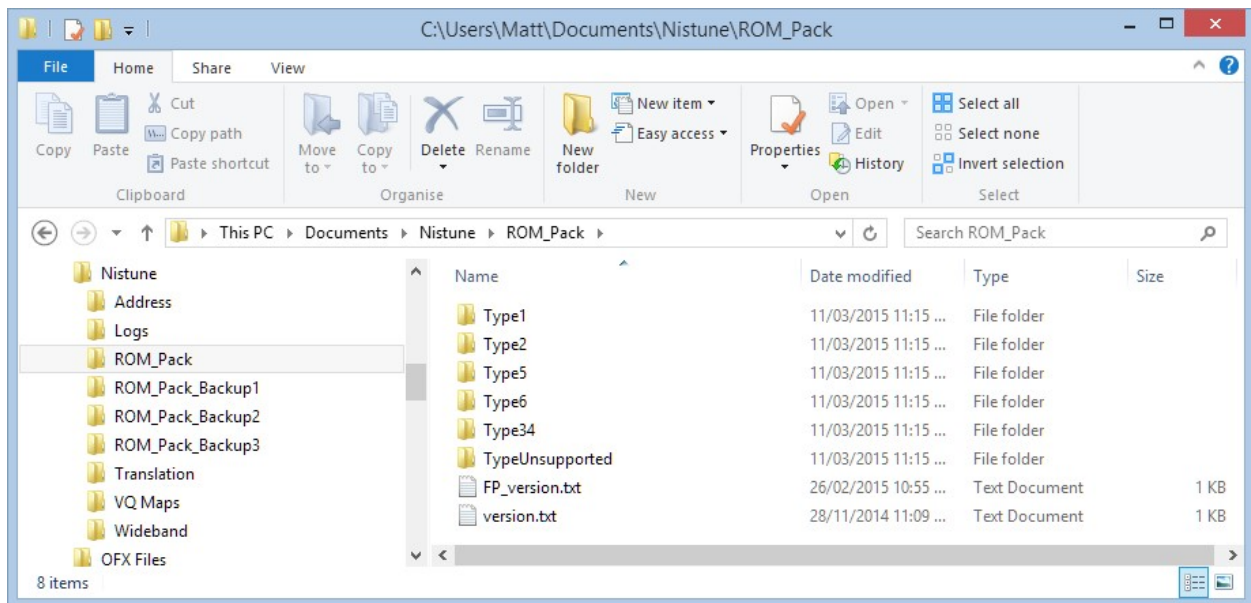 C:\Users\Matt\Documents\Nistune\ROM_Pack
File Home Share View
Copy
Paste
Cut
Copy path
Paste shortcut
Clipboard
Move to
Copy to
Delete
Rename
Organise
New folder
New item
Easy access
New
Properties
Open
Edit
History
Open
Select all
Select none
Invert selection
Select
This PC Documents Nistune ROM_Pack
Search ROM_Pack
Nistune
Address
Logs
ROM_Pack
ROM_Pack_Backup1
ROM_Pack_Backup2
ROM_Pack_Backup3
Translation
VQ Maps
Wideband
OFX Files
Name Date modified Type Size
Type1 11/03/2015 11:15 ... File folder
Type2 11/03/2015 11:15 ... File folder
Type5 11/03/2015 11:15 ... File folder
Type6 11/03/2015 11:15 ... File folder
Type34 11/03/2015 11:15 ... File folder
TypeUnsupported 11/03/2015 11:15 ... File folder
FP_version.txt 26/02/2015 10:55 ... Text Document 1 KB
version.txt 28/11/2014 11:09 ... Text Document 1 KB
8 items